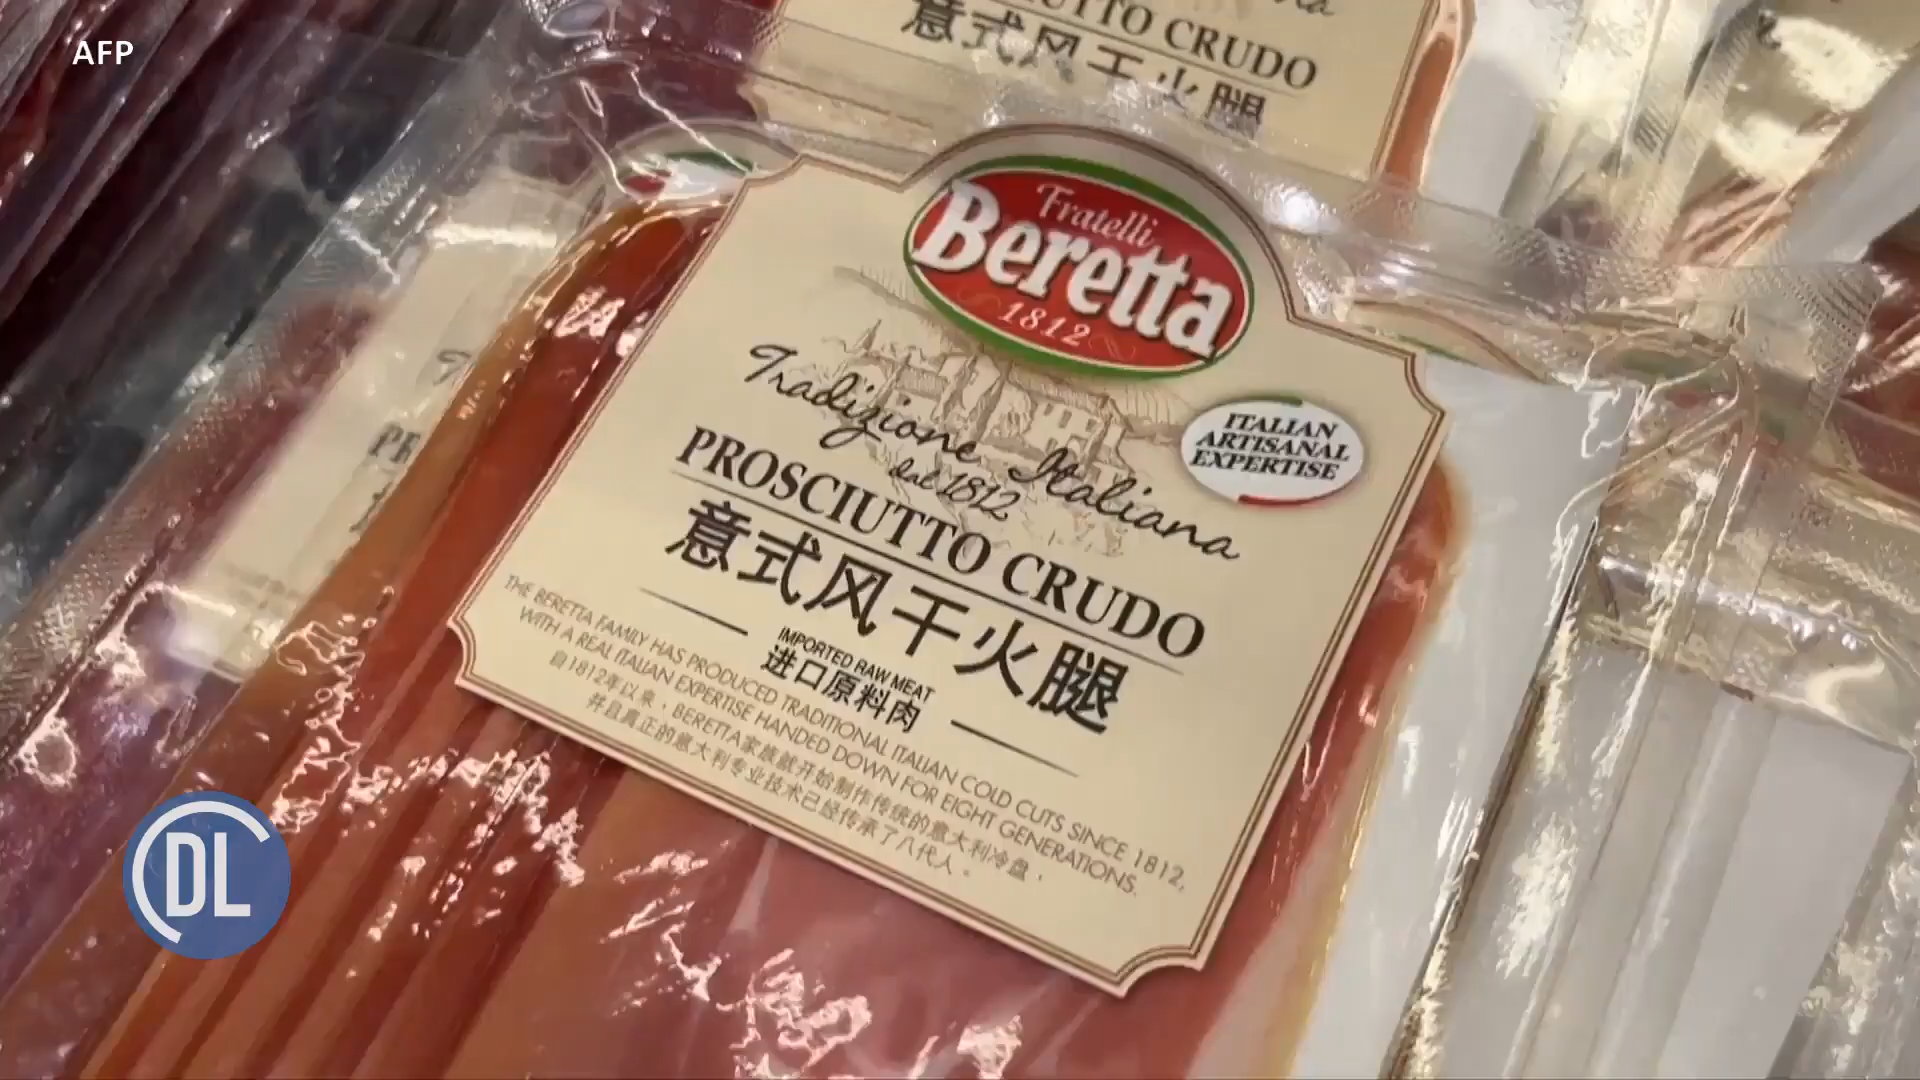 AFP
UTTO CRUDO
意式风干火腿
Fratelli
Beretta
1812
Tradizione Italiana
dal 1812
ITALIAN
ARTISANAL
EXPERTISE
PROSCIUTTO CRUDO
意式风干火腿
IMPORTED RAW MEAT
进口原料肉
THE BERETTA FAMILY HAS PRODUCED TRADITIONAL ITALIAN COLD CUTS SINCE 1812,
WITH A REAL ITALIAN EXPERTISE HANDED DOWN FOR EIGHT GENERATIONS.
自1812年以来，BERETTA家族就开始制作传统的意大利冷盘，
并且真正的意大利专业技术已经传承了八代人。
PR
DL